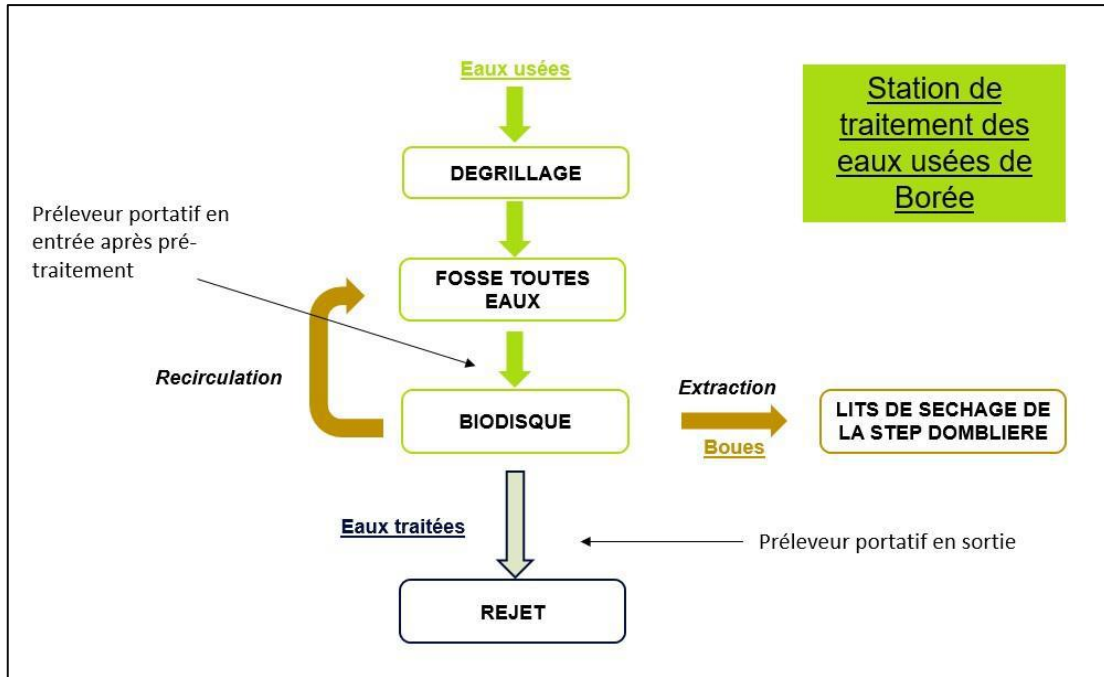 Eaux usées
Station de
traitement des
eaux usées de
Borée
DEGRILLAGE
Préleveur portatif en
entrée après pré-
traitement
FOSSE TOUTES
EAUX
Recirculation
BIODISQUE
Extraction
Boues
LITS DE SECHAGE DE
LA STEP DOMBLIERE
Eaux traitées
Préleveur portatif en sortie
REJET